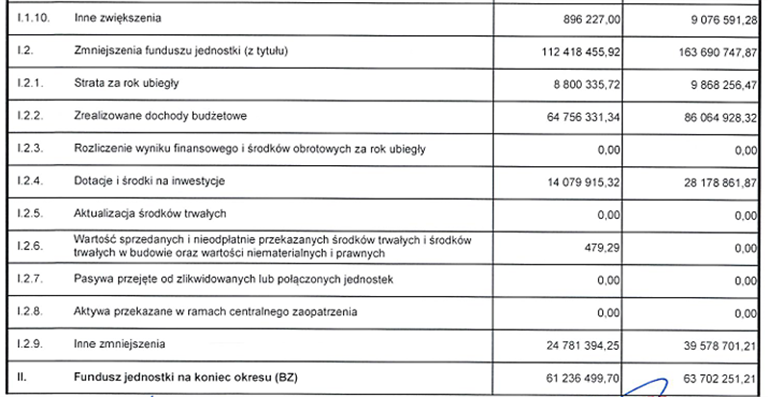 I.1.10. Inne zwiększenia 896 227,00 9 076 591,28
I.2. Zmniejszenia funduszu jednostki (z tytułu) 112 418 455,92 163 690 747,87
I.2.1. Strata za rok ubiegły 8 800 335,72 9 868 256,47
I.2.2. Zrealizowane dochody budżetowe 64 756 331,34 86 064 928,32
I.2.3. Rozliczenie wyniku finansowego i środków obrotowych za rok ubiegły 0,00 0,00
I.2.4. Dotacje i środki na inwestycje 14 079 915,32 28 178 861,87
I.2.5. Aktualizacja środków trwałych 0,00 0,00
I.2.6. Wartość sprzedanych i nieodpłatnie przekazanych środków trwałych i środków
trwałych w budowie oraz wartości niematerialnych i prawnych 479,29 0,00
I.2.7. Pasywa przejęte od zlikwidowanych lub połączonych jednostek 0,00 0,00
I.2.8. Aktywa przekazane w ramach centralnego zaopatrzenia 0,00 0,00
I.2.9. Inne zmniejszenia 24 781 394,25 39 578 701,21
II. Fundusz jednostki na koniec okresu (BZ) 61 236 499,70 63 702 251,21